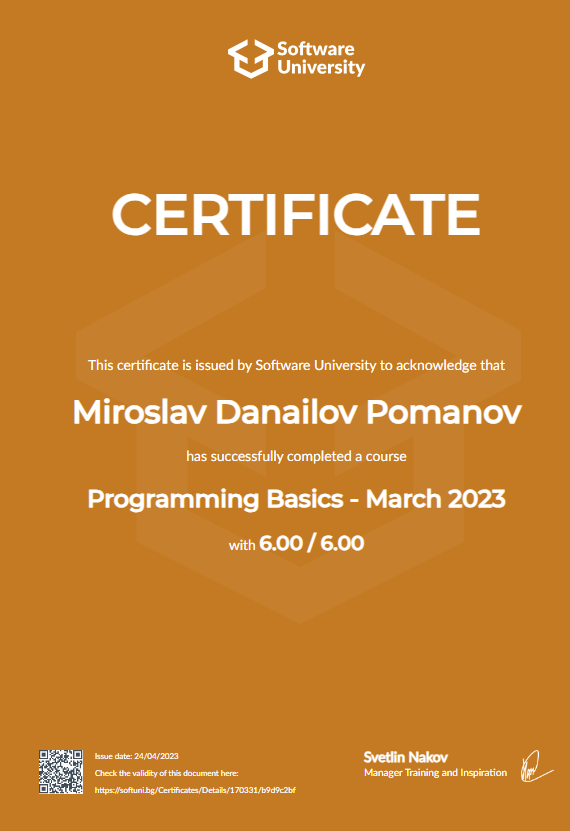 Software
University
CERTIFICATE
This certificate is issued by Software University to acknowledge that
Miroslav Danailov Pomanov
has successfully completed a course
Programming Basics - March 2023
with 6.00 / 6.00
Issue date: 24/04/2023
Check the validity of this document here:
https://softuni.bg/Certificates/Details/170331/b9d9c2bf
Svetlin Nakov
Manager Training and Inspiration